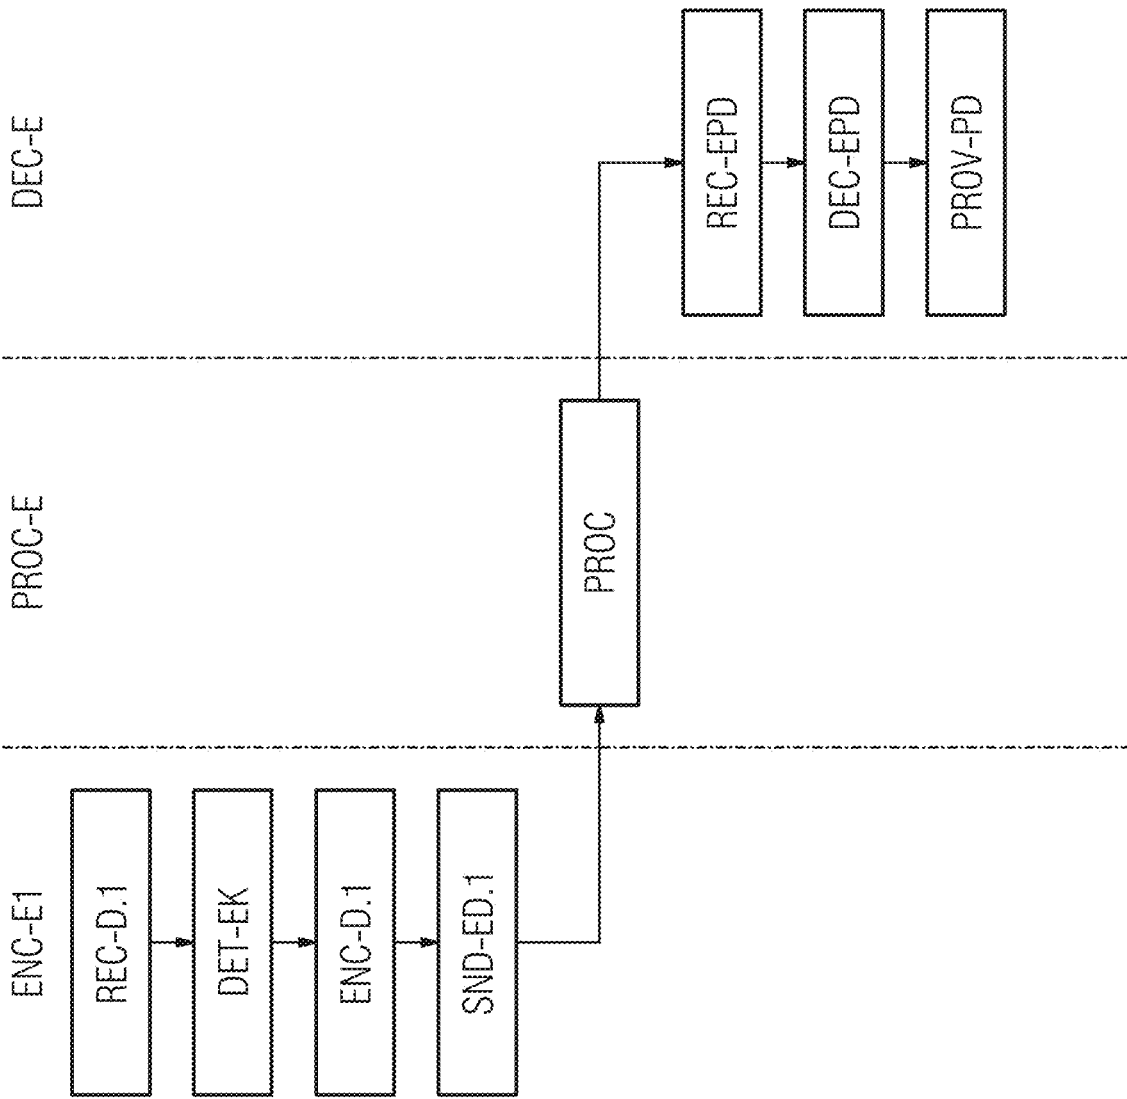 ENC-E1
PROC-E
DEC-E
REC-D.1
DET-EK
ENC-D.1
SND-ED.1
PROC
REC-EPD
DEC-EPD
PROV-PD